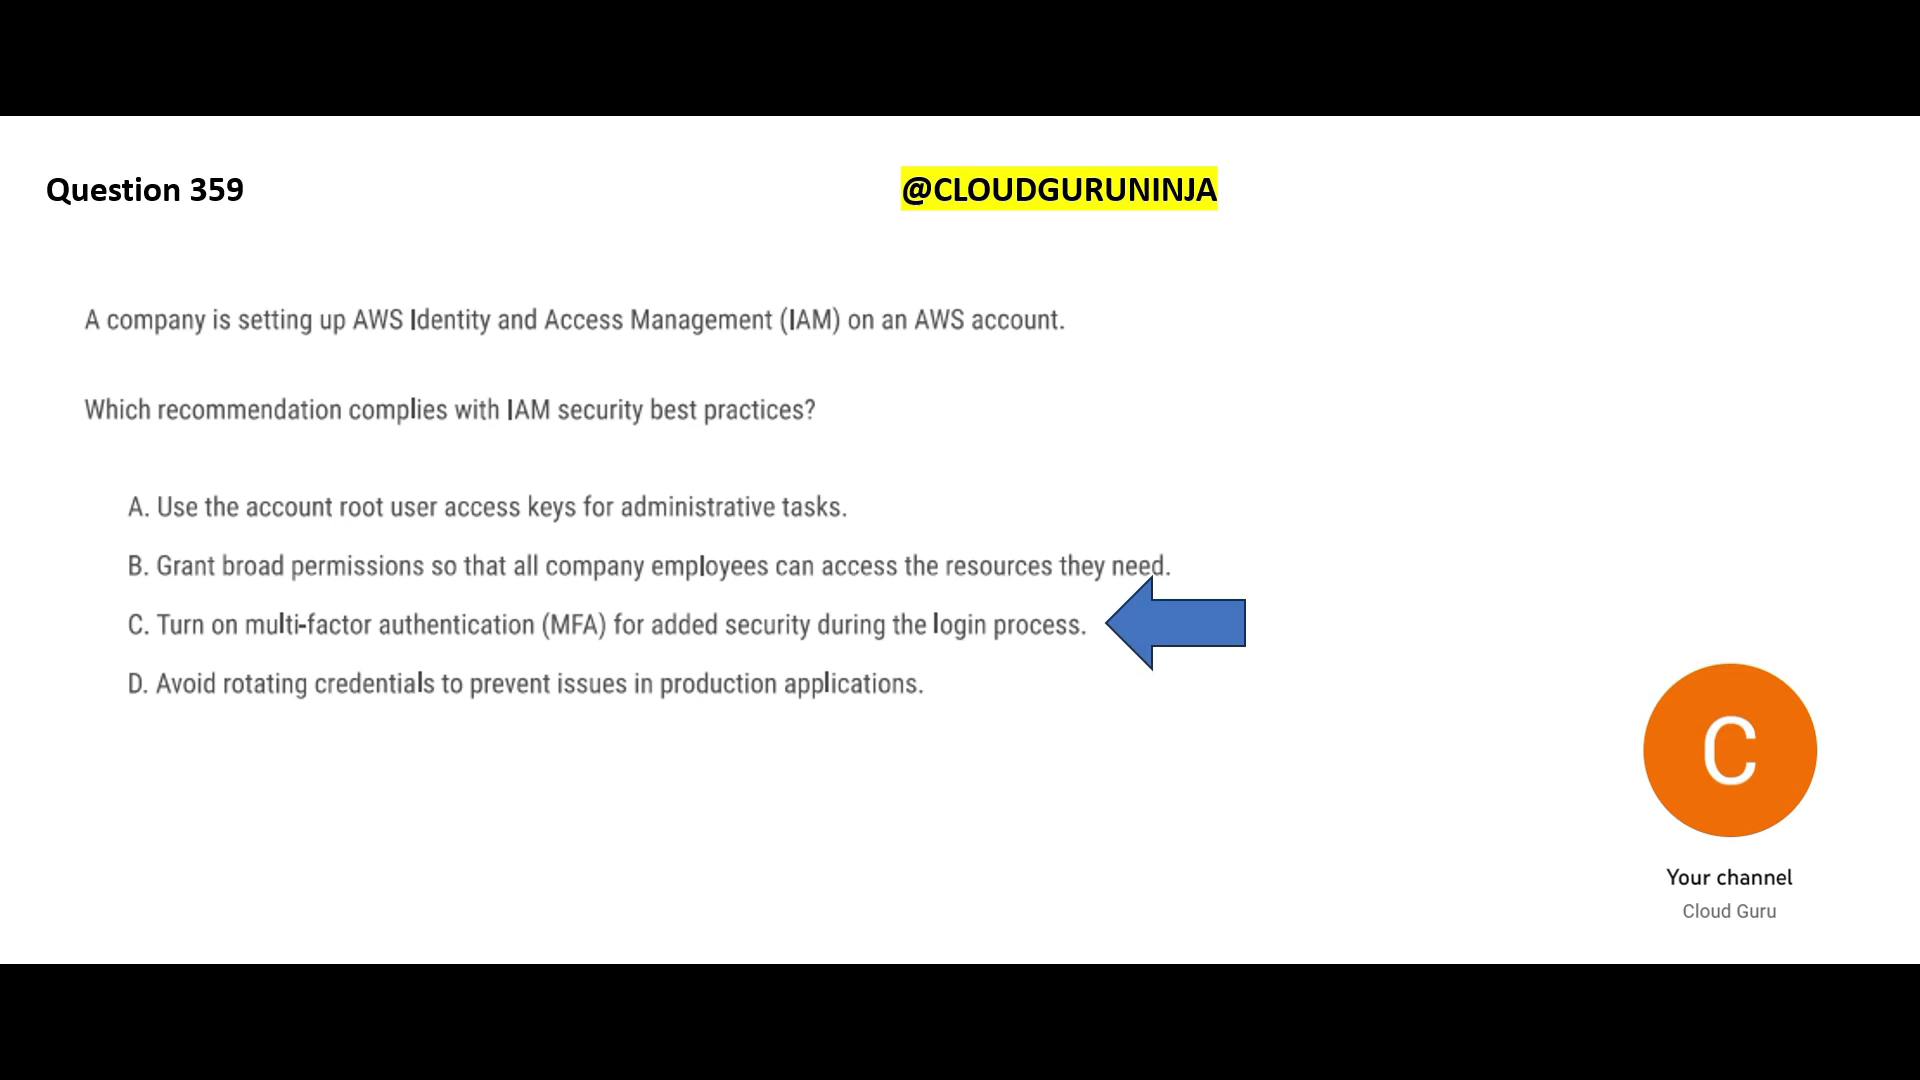 Question 359
@CLOUDGURUNINJA
A company is setting up AWS Identity and Access Management (IAM) on an AWS account.
Which recommendation complies with IAM security best practices?
A. Use the account root user access keys for administrative tasks.
B. Grant broad permissions so that all company employees can access the resources they need.
C. Turn on multi-factor authentication (MFA) for added security during the login process.
D. Avoid rotating credentials to prevent issues in production applications.
C
Your channel
Cloud Guru